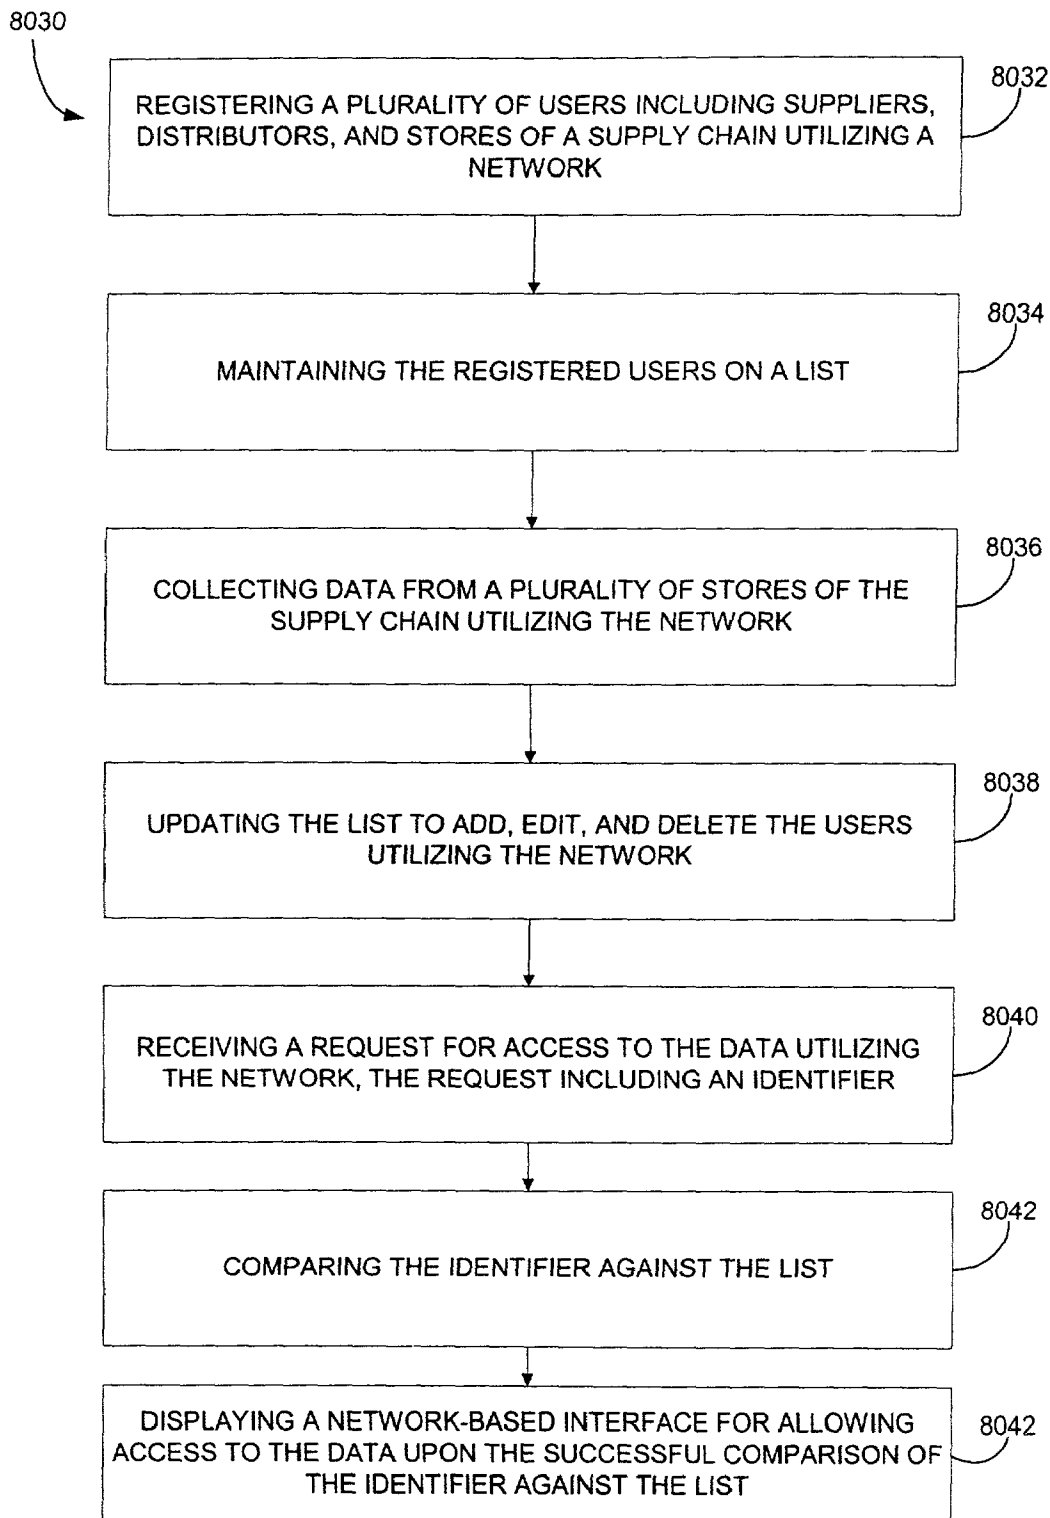 8030
8032
REGISTERING A PLURALITY OF USERS INCLUDING SUPPLIERS,
DISTRIBUTORS, AND STORES OF A SUPPLY CHAIN UTILIZING A
NETWORK
8034
MAINTAINING THE REGISTERED USERS ON A LIST
8036
COLLECTING DATA FROM A PLURALITY OF STORES OF THE
SUPPLY CHAIN UTILIZING THE NETWORK
8038
UPDATING THE LIST TO ADD, EDIT, AND DELETE THE USERS
UTILIZING THE NETWORK
8040
RECEIVING A REQUEST FOR ACCESS TO THE DATA UTILIZING
THE NETWORK, THE REQUEST INCLUDING AN IDENTIFIER
8042
COMPARING THE IDENTIFIER AGAINST THE LIST
8042
DISPLAYING A NETWORK-BASED INTERFACE FOR ALLOWING
ACCESS TO THE DATA UPON THE SUCCESSFUL COMPARISON OF
THE IDENTIFIER AGAINST THE LIST